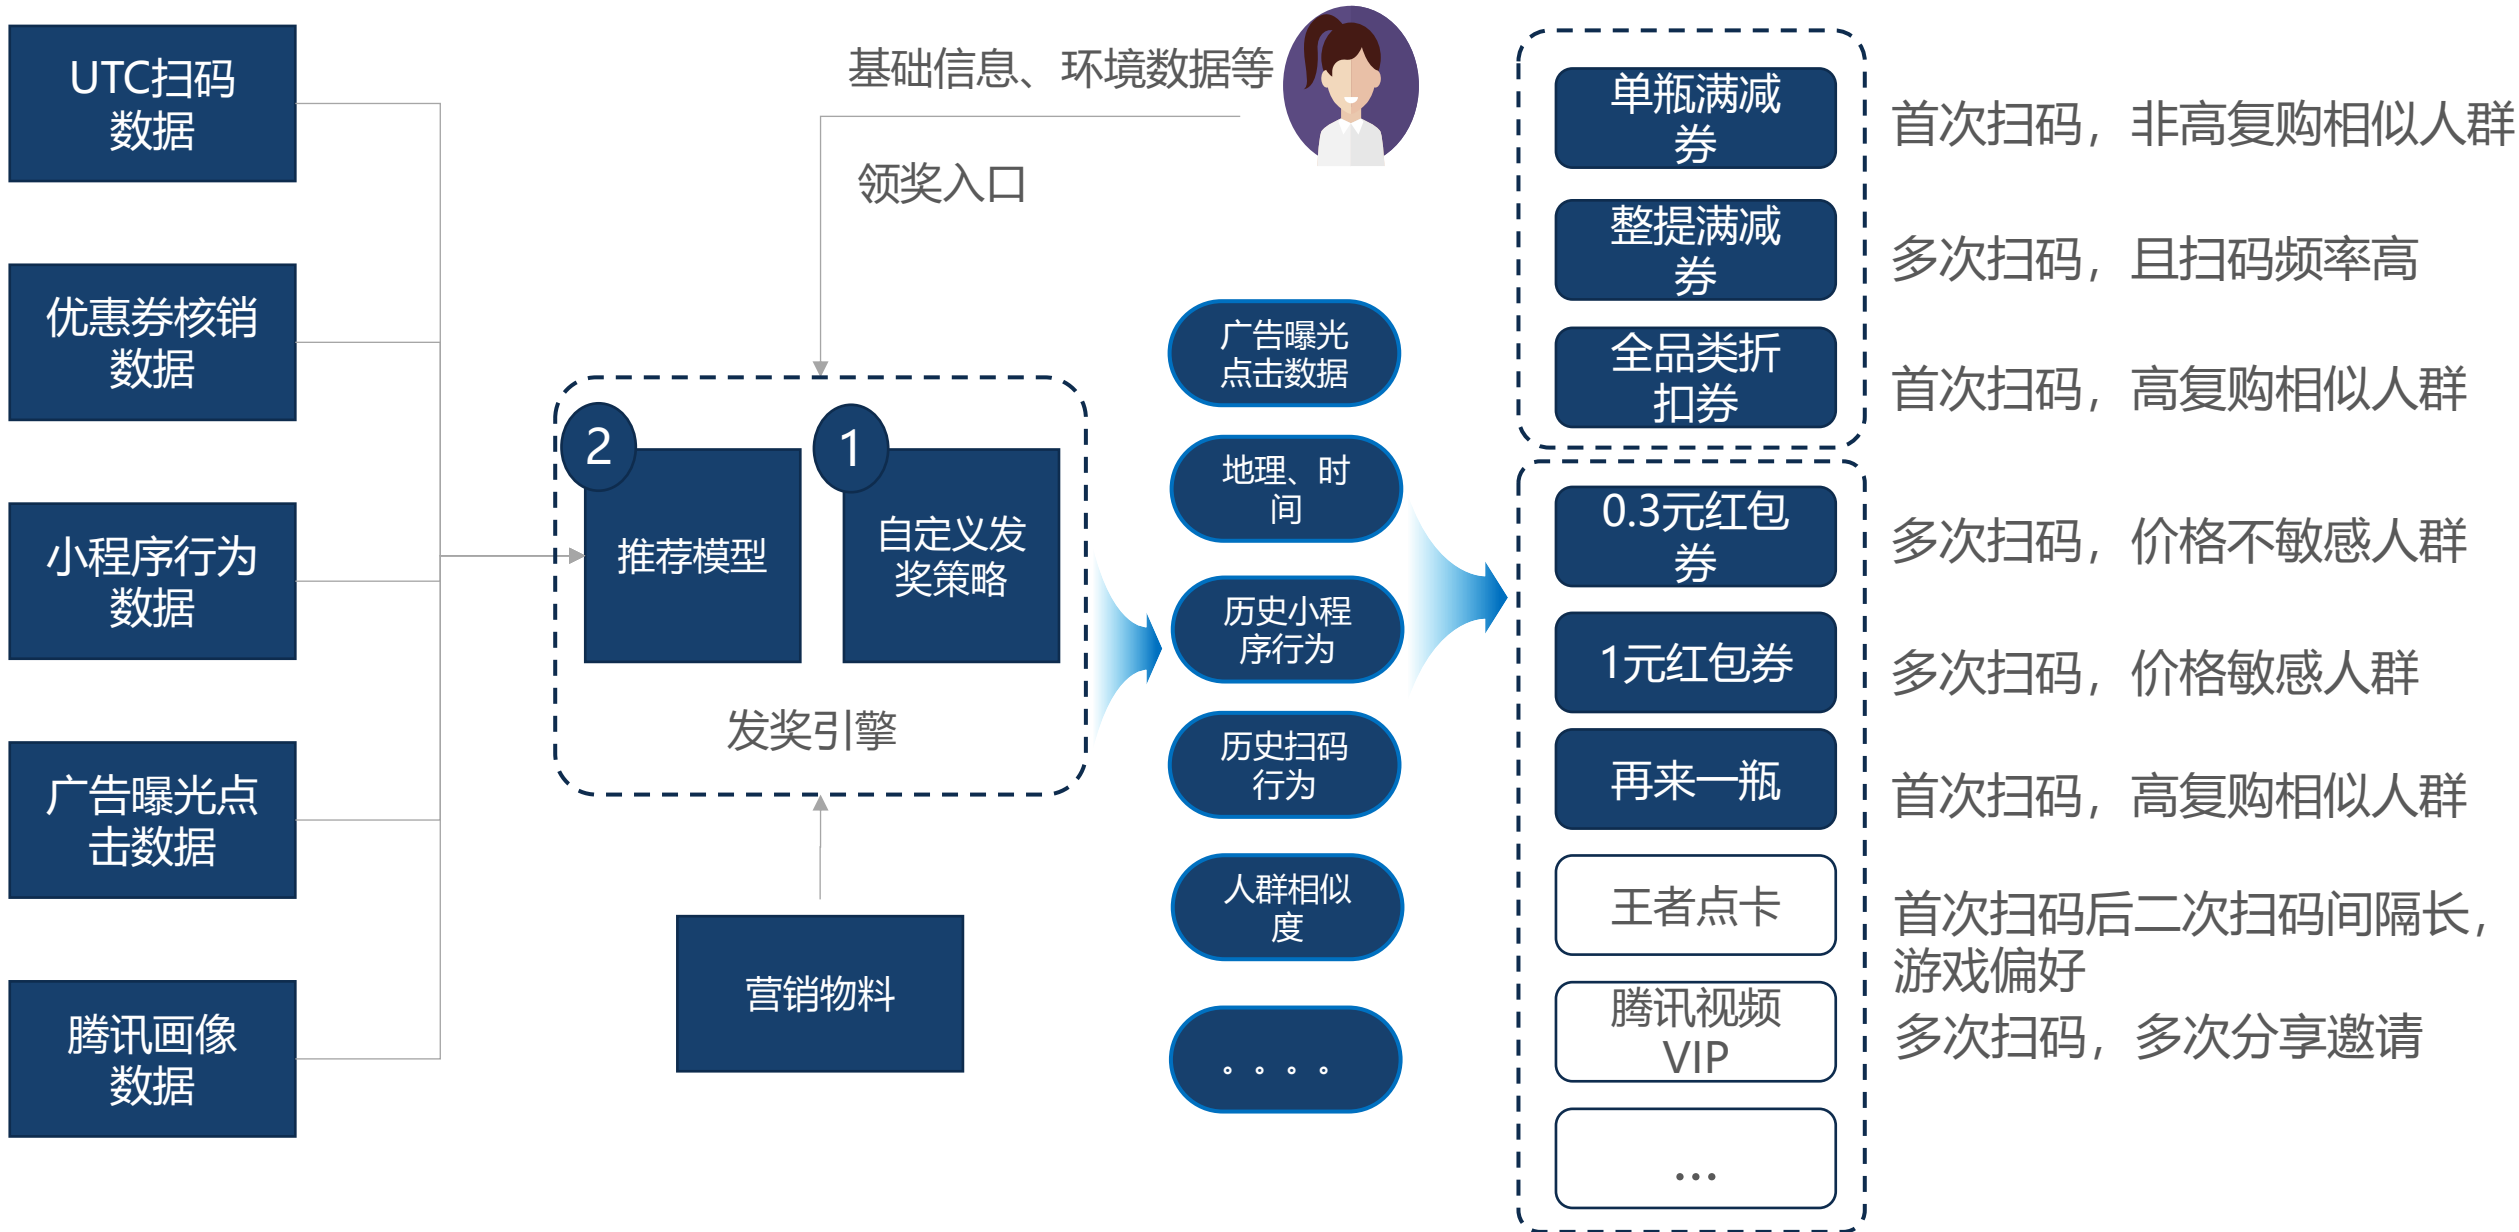 UTC扫码
数据
优惠券核销
数据
小程序行为
数据
广告曝光点
击数据
腾讯画像
数据
基础信息、环境数据等
领奖入口
2
推荐模型
1
自定义发
奖策略
发奖引擎
营销物料
广告曝光
点击数据
地理、时
间
历史小程
序行为
历史扫码
行为
人群相似
度
。。。。
单瓶满减
券
首次扫码，非高复购相似人群
整提满减
券
多次扫码，且扫码频率高
全品类折
扣券
首次扫码，高复购相似人群
0.3元红包
券
多次扫码，价格不敏感人群
1元红包券
多次扫码，价格敏感人群
再来一瓶
首次扫码，高复购相似人群
王者点卡
首次扫码后二次扫码间隔长，
游戏偏好
腾讯视频
VIP
多次扫码，多次分享邀请
...